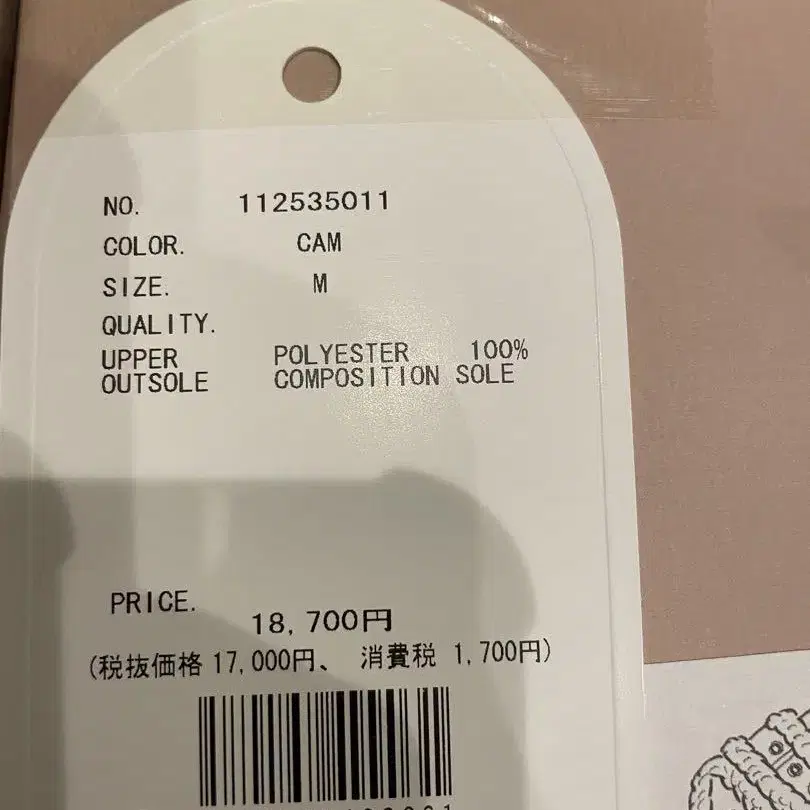 NO. 112535011
COLOR. CAM
SIZE. M
QUALITY.
UPPER POLYESTER 100%
OUTSOLE COMPOSITION SOLE
PRICE. 18,700円
(税抜価格 17,000円、 消費税 1,700円)